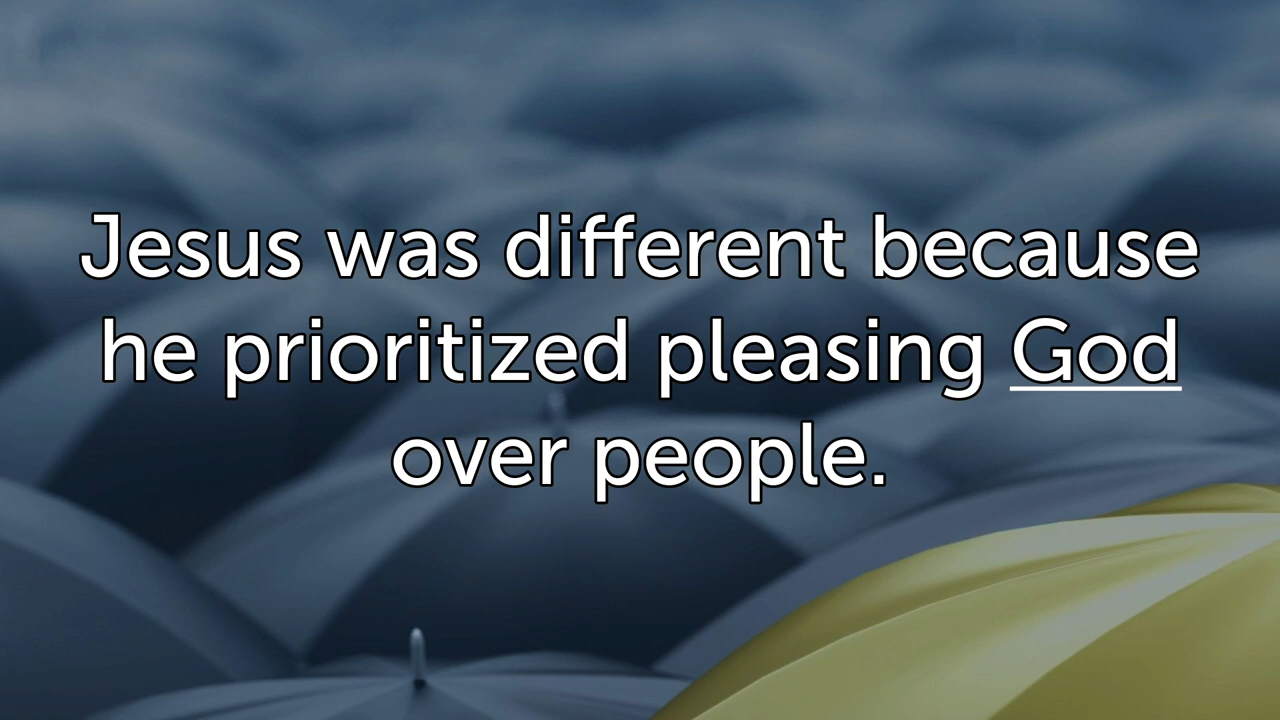 Jesus was different because
he prioritized pleasing God
over people.